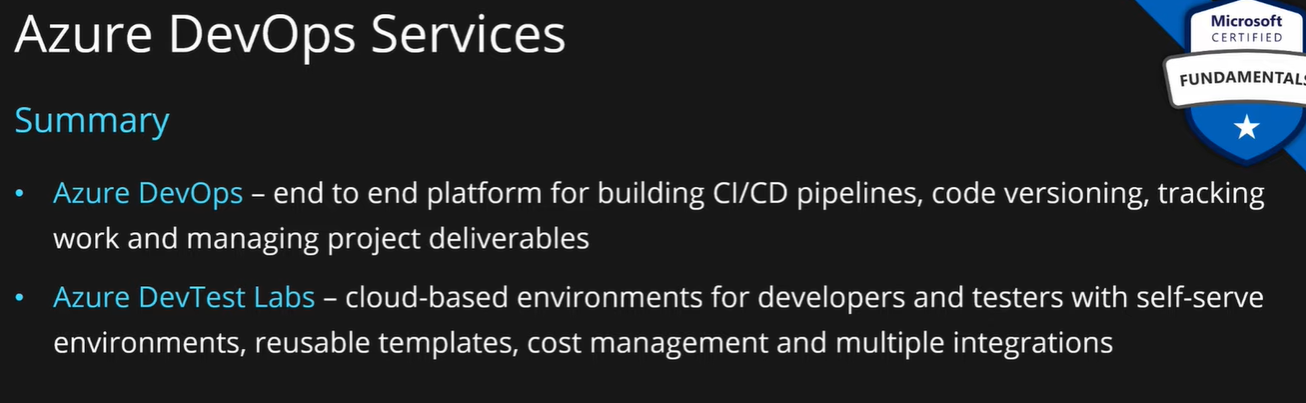 Azure DevOps Services
Microsoft
CERTIFIED
FUNDAMENTALS
Summary
• Azure DevOps – end to end platform for building CI/CD pipelines, code versioning, tracking
work and managing project deliverables
• Azure DevTest Labs – cloud-based environments for developers and testers with self-serve
environments, reusable templates, cost management and multiple integrations